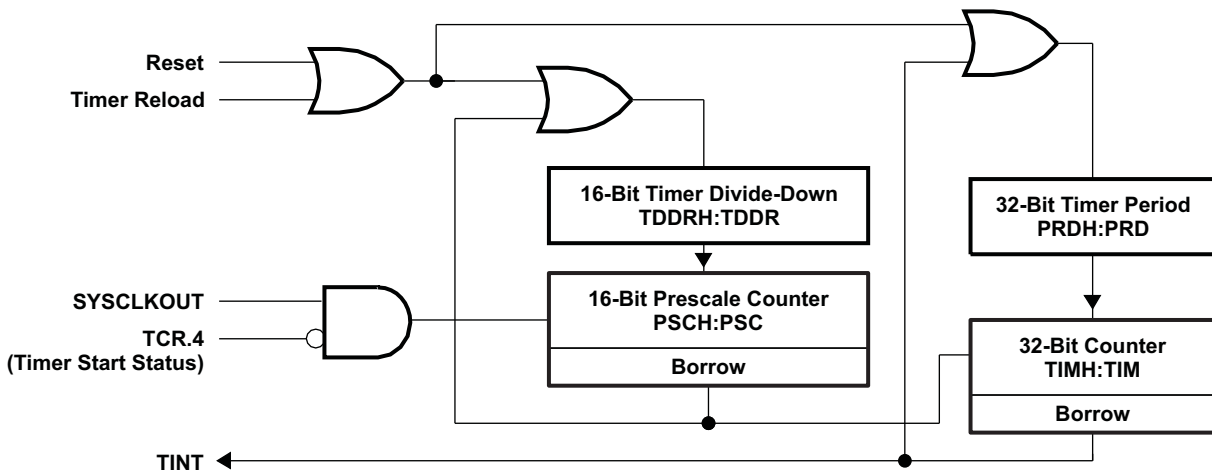 Reset
Timer Reload
16-Bit Timer Divide-Down
TDDRH:TDDR
32-Bit Timer Period
PRDH:PRD
SYSCLKOUT
TCR.4
(Timer Start Status)
16-Bit Prescale Counter
PSCH:PSC
Borrow
32-Bit Counter
TIMH:TIM
Borrow
TINT